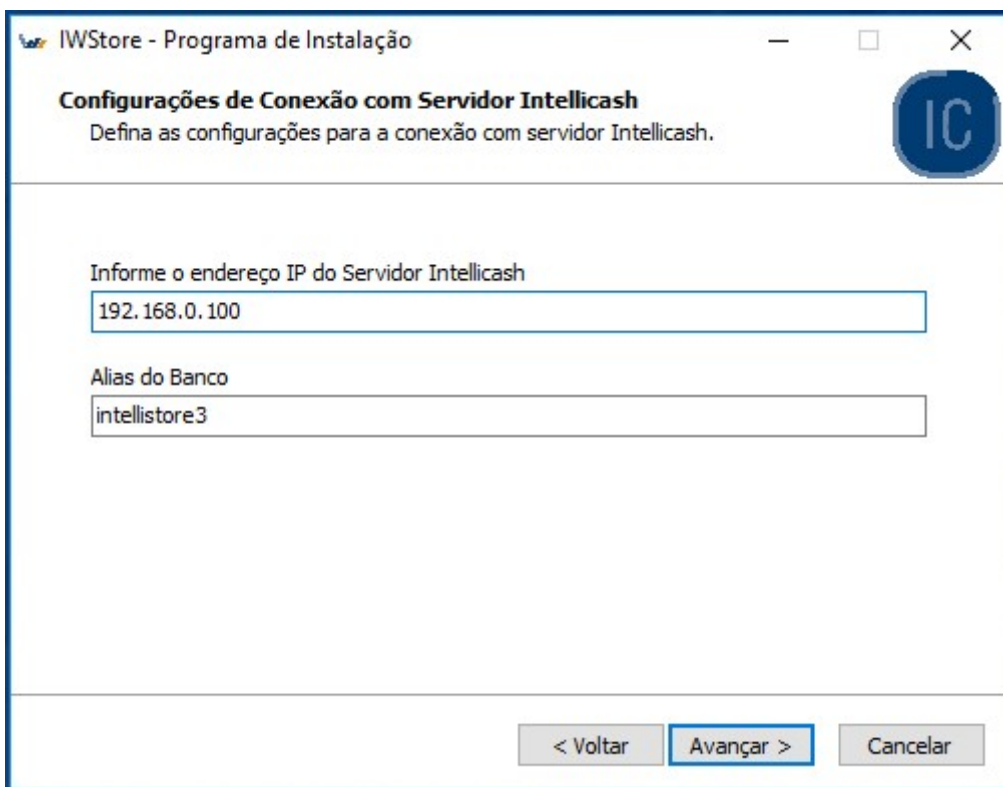 IWStore - Programa de Instalação
Configurações de Conexão com Servidor Intellicash
Defina as configurações para a conexão com servidor Intellicash.
IC
Informe o endereço IP do Servidor Intellicash
192.168.0.100
Alias do Banco
intellistore3
< Voltar
Avançar >
Cancelar